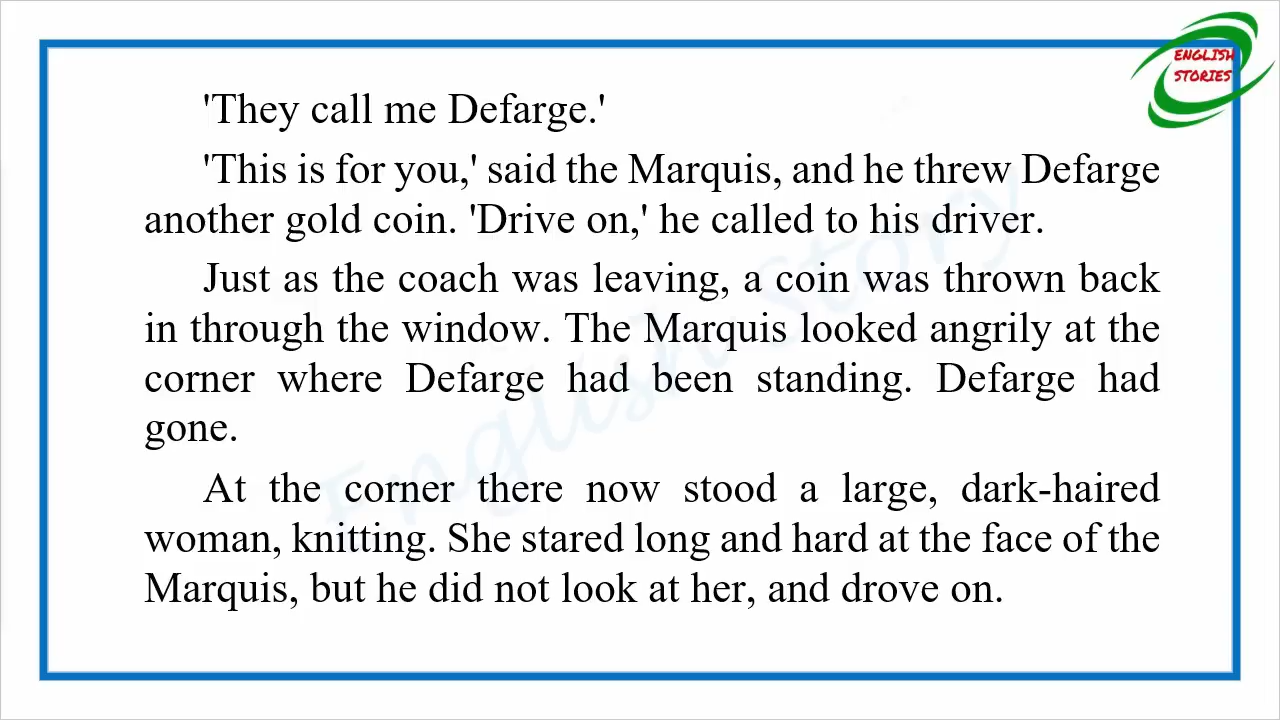 ENGLISH
STORIES
'They call me Defarge.'
'This is for you,' said the Marquis, and he threw Defarge
another gold coin. 'Drive on,' he called to his driver.
Just as the coach was leaving, a coin was thrown back
in through the window. The Marquis looked angrily at the
corner where Defarge had been standing. Defarge had
gone.
At the corner there now stood a large, dark-haired
woman, knitting. She stared long and hard at the face of the
Marquis, but he did not look at her, and drove on.
English Story